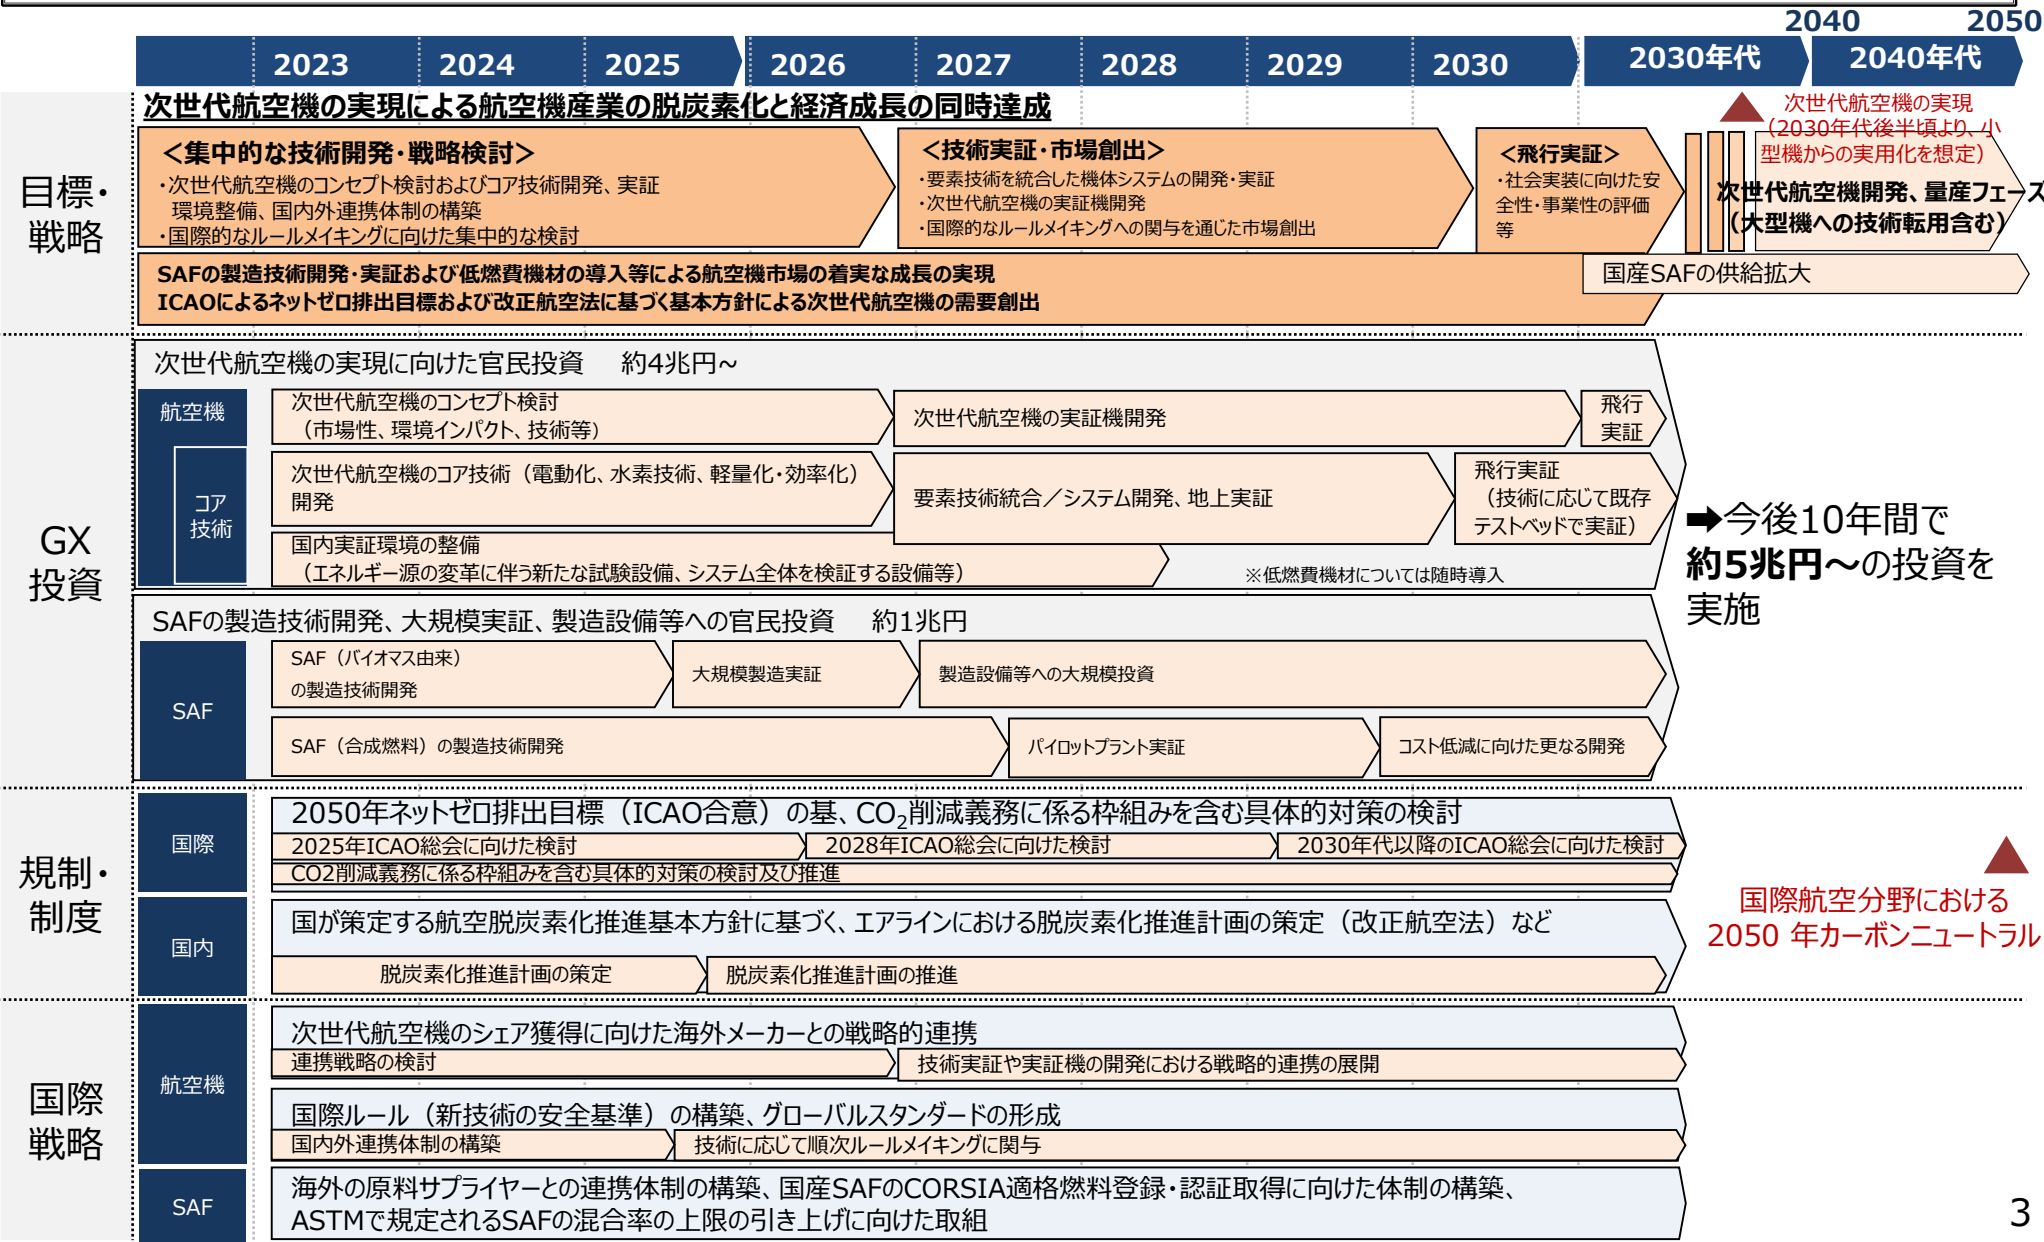 2040
2050
2023
2024
2025
2026
2027
2028
2029
2030
2030年代
2040年代
目標・
戦略
次世代航空機の実現による航空機産業の脱炭素化と経済成長の同時達成
＜集中的な技術開発・戦略検討＞
・次世代航空機のコンセプト検討およびコア技術開発、実証
環境整備、国内外連携体制の構築
・国際的なルールメイキングに向けた集中的な検討
＜技術実証・市場創出＞
・要素技術を統合した機体システムの開発・実証
・次世代航空機の実証機開発
・国際的なルールメイキングへの関与を通じた市場創出
＜飛行実証＞
・社会実装に向けた安
全性・事業性の評価
等
次世代航空機の実現
（2030年代後半頃より、小
型機からの実用化を想定）
次世代航空機開発、量産フェーズ
（大型機への技術転用含む）
SAFの製造技術開発・実証および低燃費機材の導入等による航空機市場の着実な成長の実現
ICAOによるネットゼロ排出目標および改正航空法に基づく基本方針による次世代航空機の需要創出
国産SAFの供給拡大
GX
投資
次世代航空機の実現に向けた官民投資　約4兆円~
航空機
次世代航空機のコンセプト検討
（市場性、環境インパクト、技術等）
次世代航空機の実証機開発
飛行
実証
コア
技術
次世代航空機のコア技術（電動化、水素技術、軽量化・効率化）
開発
要素技術統合／システム開発、地上実証
飛行実証
（技術に応じて既存
テストベッドで実証）
国内実証環境の整備
（エネルギー源の変革に伴う新たな試験設備、システム全体を検証する設備等）
※低燃費機材については随時導入
➡今後10年間で
約5兆円～の投資を
実施
SAFの製造技術開発、大規模実証、製造設備等への官民投資　約1兆円
SAF
SAF（バイオマス由来）
の製造技術開発
大規模製造実証
製造設備等への大規模投資
SAF（合成燃料）の製造技術開発
パイロットプラント実証
コスト低減に向けた更なる開発
規制・
制度
国際
2050年ネットゼロ排出目標（ICAO合意）の基、CO2削減義務に係る枠組みを含む具体的対策の検討
2025年ICAO総会に向けた検討
2028年ICAO総会に向けた検討
2030年代以降のICAO総会に向けた検討
CO2削減義務に係る枠組みを含む具体的対策の検討及び推進
国内
国が策定する航空脱炭素化推進基本方針に基づく、エアラインにおける脱炭素化推進計画の策定（改正航空法）など
脱炭素化推進計画の策定
脱炭素化推進計画の推進
国際航空分野における
2050 年カーボンニュートラル
国際
戦略
航空機
次世代航空機のシェア獲得に向けた海外メーカーとの戦略的連携
連携戦略の検討
技術実証や実証機の開発における戦略的連携の展開
国際ルール（新技術の安全基準）の構築、グローバルスタンダードの形成
国内外連携体制の構築
技術に応じて順次ルールメイキングに関与
SAF
海外の原料サプライヤーとの連携体制の構築、国産SAFのCORSIA適格燃料登録・認証取得に向けた体制の構築、
ASTMで規定されるSAFの混合率の上限の引き上げに向けた取組
3